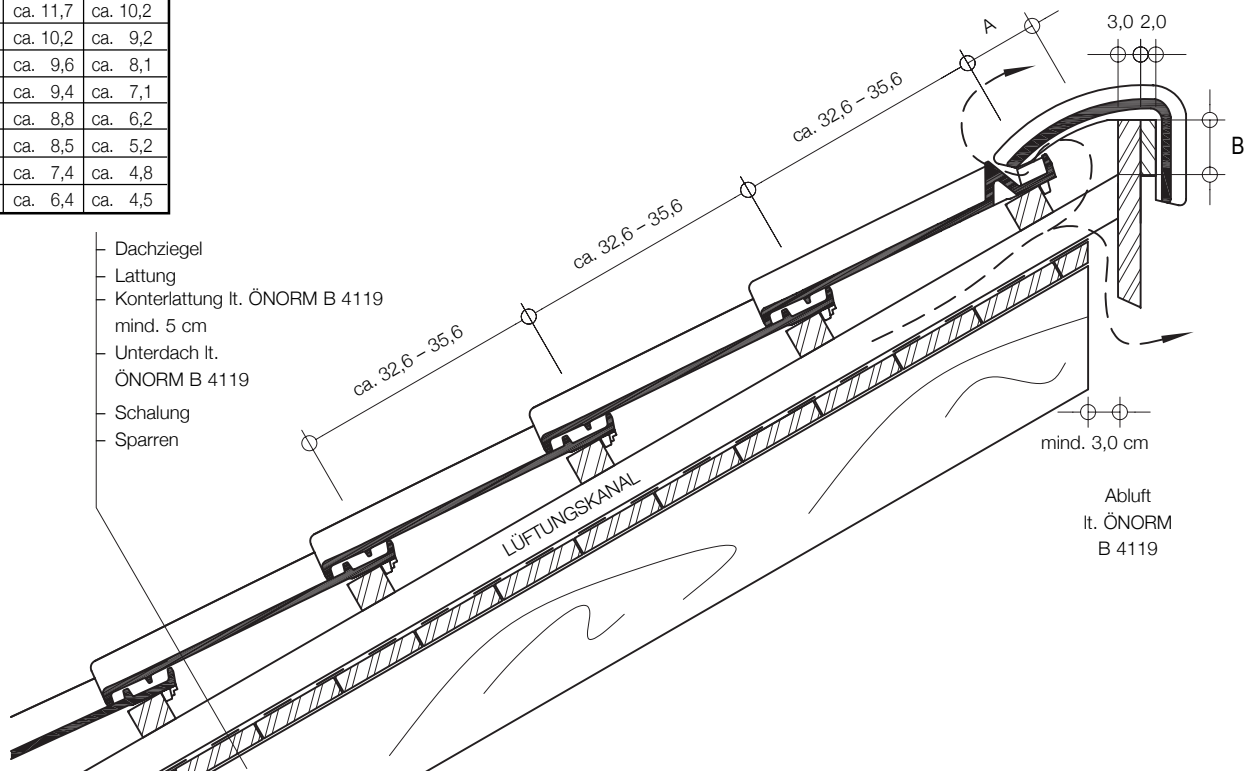 ca. 11,7 ca. 10,2
ca. 10,2 ca. 9,2
ca. 9,6 ca. 8,1
ca. 9,4 ca. 7,1
ca. 8,8 ca. 6,2
ca. 8,5 ca. 5,2
ca. 7,4 ca. 4,8
ca. 6,4 ca. 4,5
A
3,0 2,0
ca. 32,6 – 35,6
B
ca. 32,6 – 35,6
ca. 32,6 – 35,6
Dachziegel
Lattung
Konterlattung lt. ÖNORM B 4119
mind. 5 cm
Unterdach lt.
ÖNORM B 4119
Schalung
Sparren
LÜFTUNGSKANAL
mind. 3,0 cm
Abluft
lt. ÖNORM
B 4119